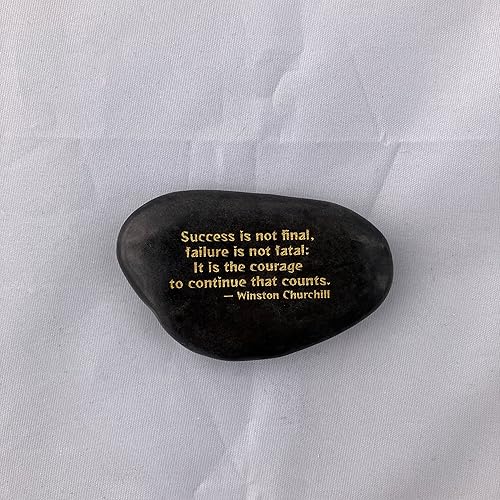 Success is not final,
failure is not fatal:
It is the courage
to continue that counts.
— Winston Churchill